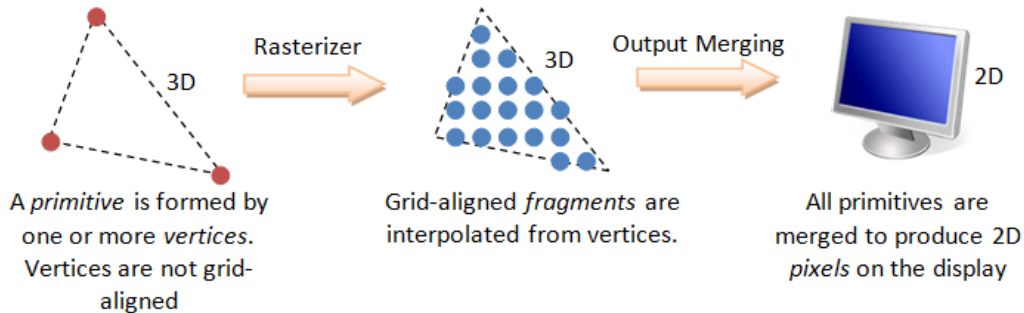 Rasterizer
Output Merging
3D
3D
2D
A primitive is formed by
one or more vertices.
Vertices are not grid-
aligned
Grid-aligned fragments are
interpolated from vertices.
All primitives are
merged to produce 2D
pixels on the display